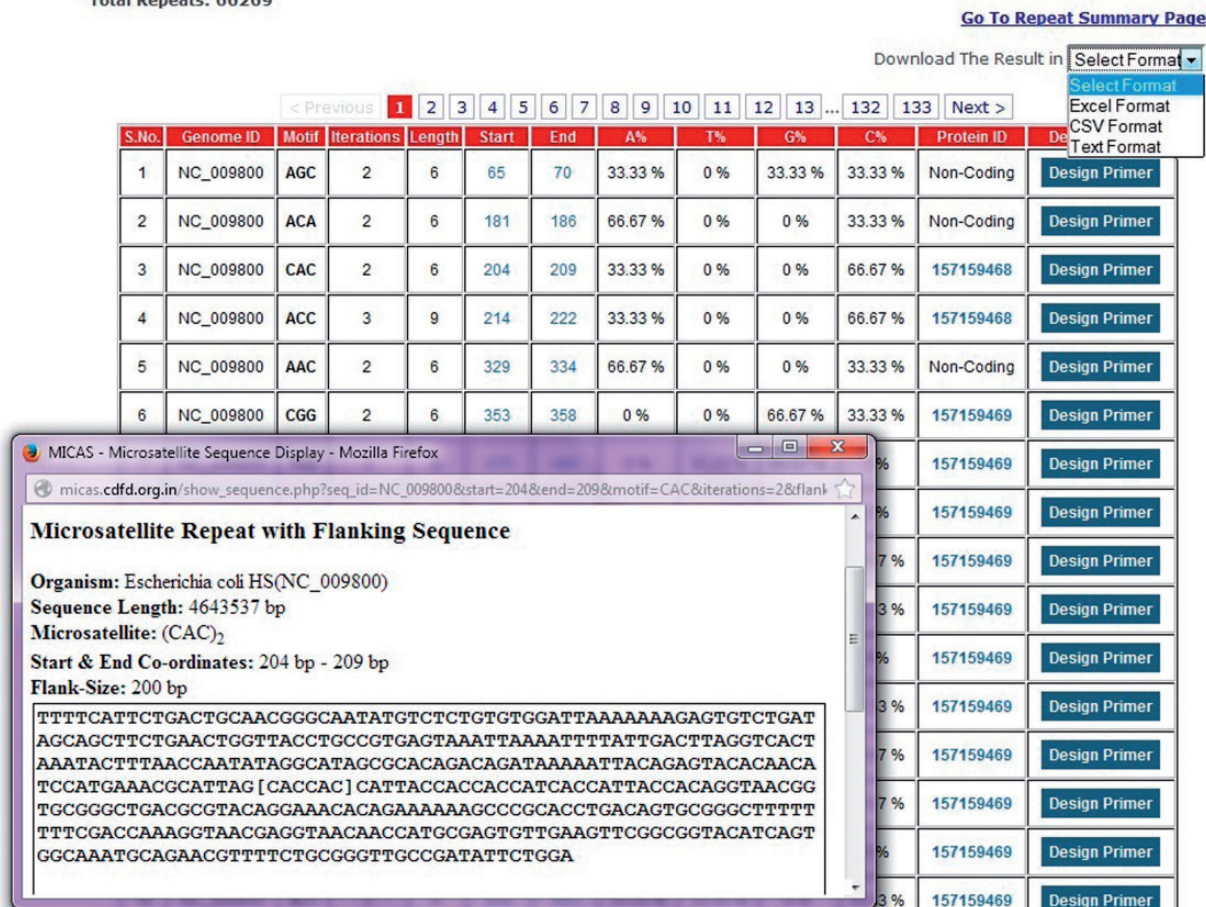 Total Repeats: 66269
Go To Repeat Summary Page
Download The Result in Select Format
Select Format
Excel Format
CSV Format
Text Format
< Previous 1 2 3 4 5 6 7 8 9 10 11 12 13 ... 132 133 Next >
S.No. Genome ID Motif Iterations Length Start End A% T% G% C% Protein ID
1 NC_009800 AGC 2 6 65 70 33.33 % 0 % 33.33 % 33.33 % Non-Coding Design Primer
2 NC_009800 ACA 2 6 181 186 66.67 % 0 % 0 % 33.33 % Non-Coding Design Primer
3 NC_009800 CAC 2 6 204 209 33.33 % 0 % 0 % 66.67 % 157159468 Design Primer
4 NC_009800 ACC 3 9 214 222 33.33 % 0 % 0 % 66.67 % 157159468 Design Primer
5 NC_009800 AAC 2 6 329 334 66.67 % 0 % 0 % 33.33 % Non-Coding Design Primer
6 NC_009800 CGG 2 6 353 358 0 % 0 % 66.67 % 33.33 % 157159469 Design Primer
MICAS - Microsatellite Sequence Display - Mozilla Firefox
micas.cdfd.org.in/show_sequence.php?seq_id=NC_009800&start=204&end=209&motif=CAC&iterations=2&flank
Microsatellite Repeat with Flanking Sequence
Organism: Escherichia coli HS(NC_009800)
Sequence Length: 4643537 bp
Microsatellite: (CAC)2
Start & End Co-ordinates: 204 bp - 209 bp
Flank-Size: 200 bp
TTTTCATTCTGACTGCAACGGGCAATATGTCTCTGTGTGGATTAAAAAAAGAGTGTCTGAT
AGCAGCTTCTGAACTGGTTACCTGCCGTGAGTAAATTAAAATTTTATTGACTTAGGTCACT
AAATACTTTAACCAATATAGGCATAGCGCACAGACAGATAAAAATTACAGAGTACACAACA
TCCATGAAACGCATTAG[CACCAC]CATTACCACCACCATCACCATTACCACAGGTAACGG
TGCGGGCTGACGCGTACAGGAAACACAGAAAAAAGCCCGCACCTGACAGTGCGGGCTTTTT
TTTCGACCAAAGGTAACGAGGTAACAACCATGCGAGTGTTGAAGTTCGGCGGTACATCAGT
GGCAAATGCAGAACGTTTTCTGCGGGTTGCCGATATTCTGGA
% 157159469 Design Primer
% 157159469 Design Primer
7 % 157159469 Design Primer
3 % 157159469 Design Primer
% 157159469 Design Primer
3 % 157159469 Design Primer
7 % 157159469 Design Primer
7 % 157159469 Design Primer
% 157159469 Design Primer
3 % 157159469 Design Primer